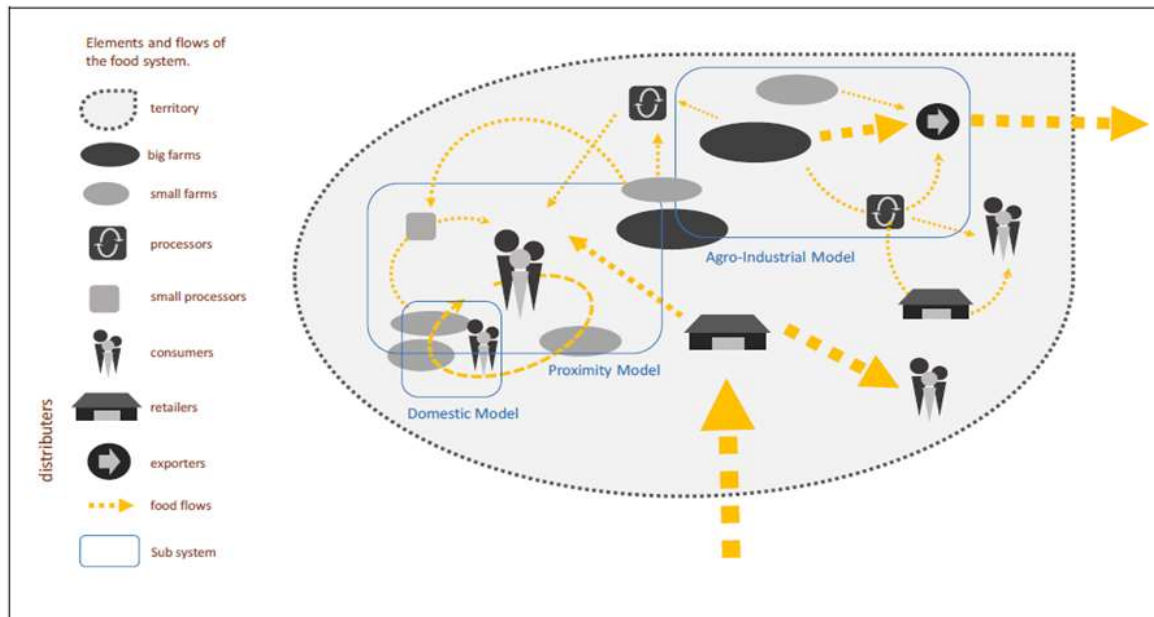 Elements and flows of
the food system.
territory
big farms
small farms
processors
small processors
consumers
retailers
exporters
distributers
food flows
Sub system
Agro-Industrial Model
Proximity Model
Domestic Model